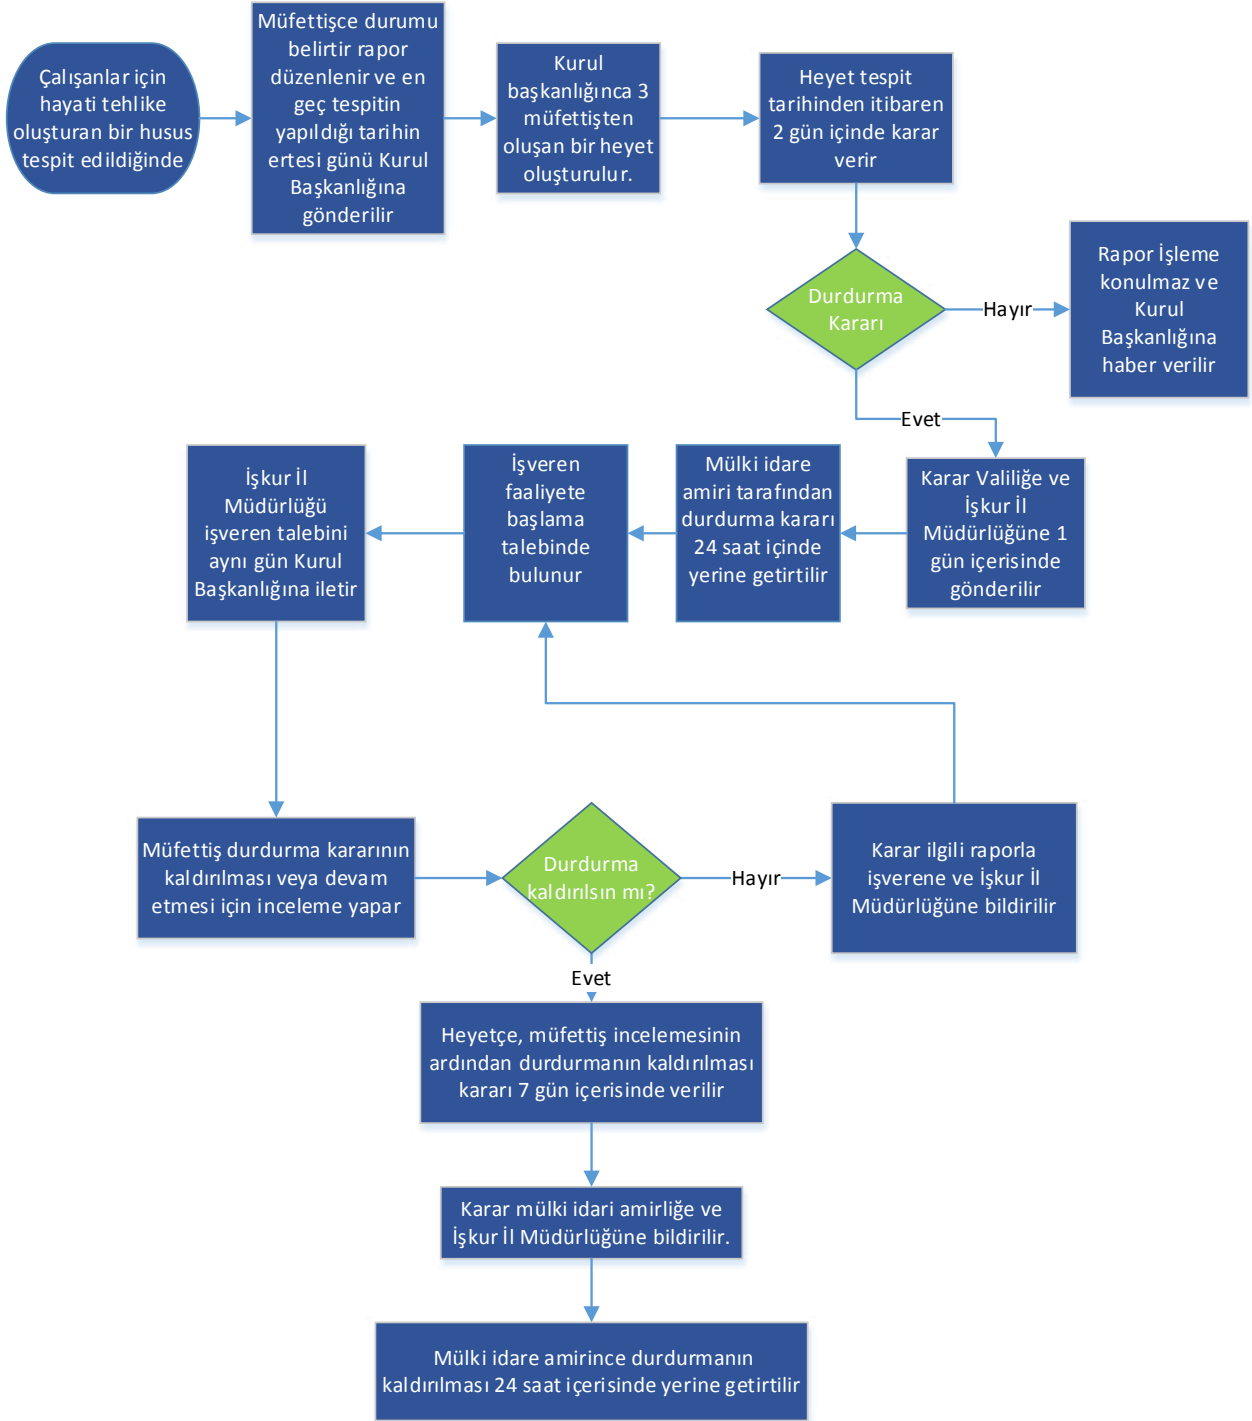 Çalışanlar için
hayati tehlike
oluşturan bir husus
tespit edildiğinde
Müfettişce durumu
belirtir rapor
düzenlenir ve en
geç tespitin
yapıldığı tarihin
ertesi günü Kurul
Başkanlığına
gönderilir
Kurul
başkanlığınca 3
müfettişten
oluşan bir heyet
oluşturulur.
Heyet tespit
tarihinden itibaren
2 gün içinde karar
verir
Durdurma
Kararı
Hayır
Rapor İşleme
konulmaz ve
Kurul
Başkanlığına
haber verilir
Evet
Karar Valiliğe ve
İşkur İl
Müdürlüğüne 1
gün içerisinde
gönderilir
Mülki idare
amiri tarafından
durdurma kararı
24 saat içinde
yerine getirtilir
İşveren
faaliyete
başlama
talebinde
bulunur
İşkur İl
Müdürlüğü
işveren talebini
aynı gün Kurul
Başkanlığına iletir
Müfettiş durdurma kararının
kaldırılması veya devam
etmesi için inceleme yapar
Durdurma
kaldırılsın mı?
Hayır
Karar ilgili raporla
işverene ve İşkur İl
Müdürlüğüne bildirilir
Evet
Heyetçe, müfettiş incelemesinin
ardından durdurmanın kaldırılması
kararı 7 gün içerisinde verilir
Karar mülki idari amirliğe ve
İşkur İl Müdürlüğüne bildirilir.
Mülki idare amirince durdurmanın
kaldırılması 24 saat içerisinde yerine getirtilir